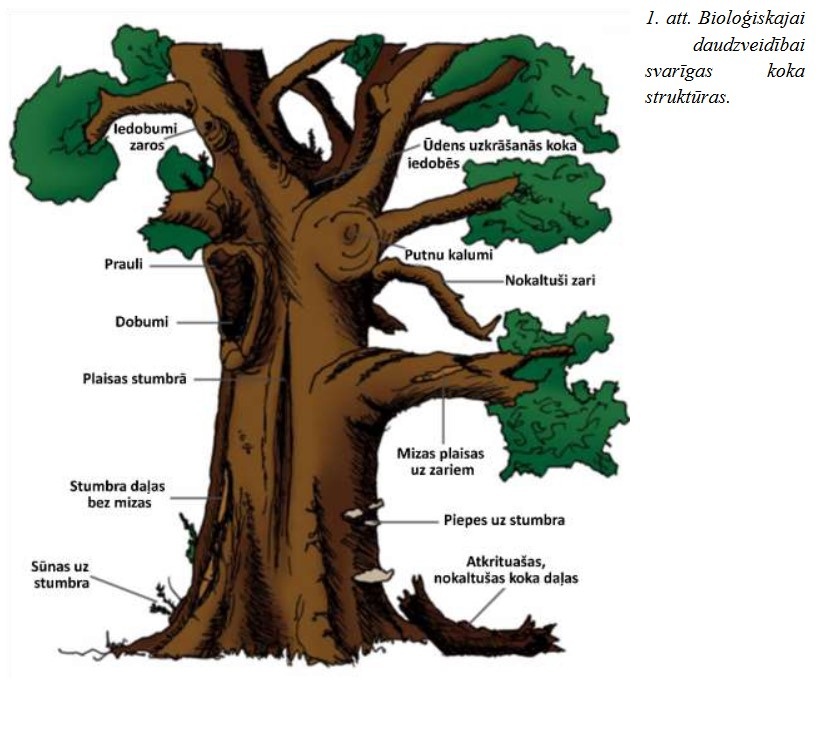 1. att. Bioloģiskajai
daudzveidībai
svarīgas koka
struktūras.
Iedobumi
zaros
Ūdens uzkrāšanās koka
iedobēs
Putnu kalumi
Prauli
Nokaltuši zari
Dobumi
Plaisas stumbrā
Mizas plaisas
uz zariem
Stumbra daļas
bez mizas
Piepes uz stumbra
Sūnas uz
stumbra
Atkrituašas,
nokaltušas koka daļas